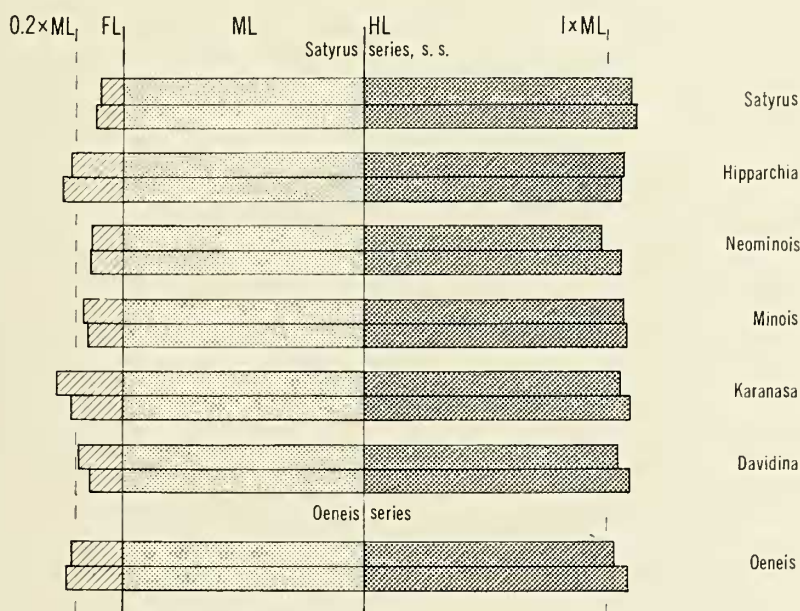 0.2×ML FL ML HL 1×ML
Satyrus series, s. s.
Satyrus
Hipparchia
Neominois
Minois
Karanasa
Davidina
Oeneis series
Oeneis